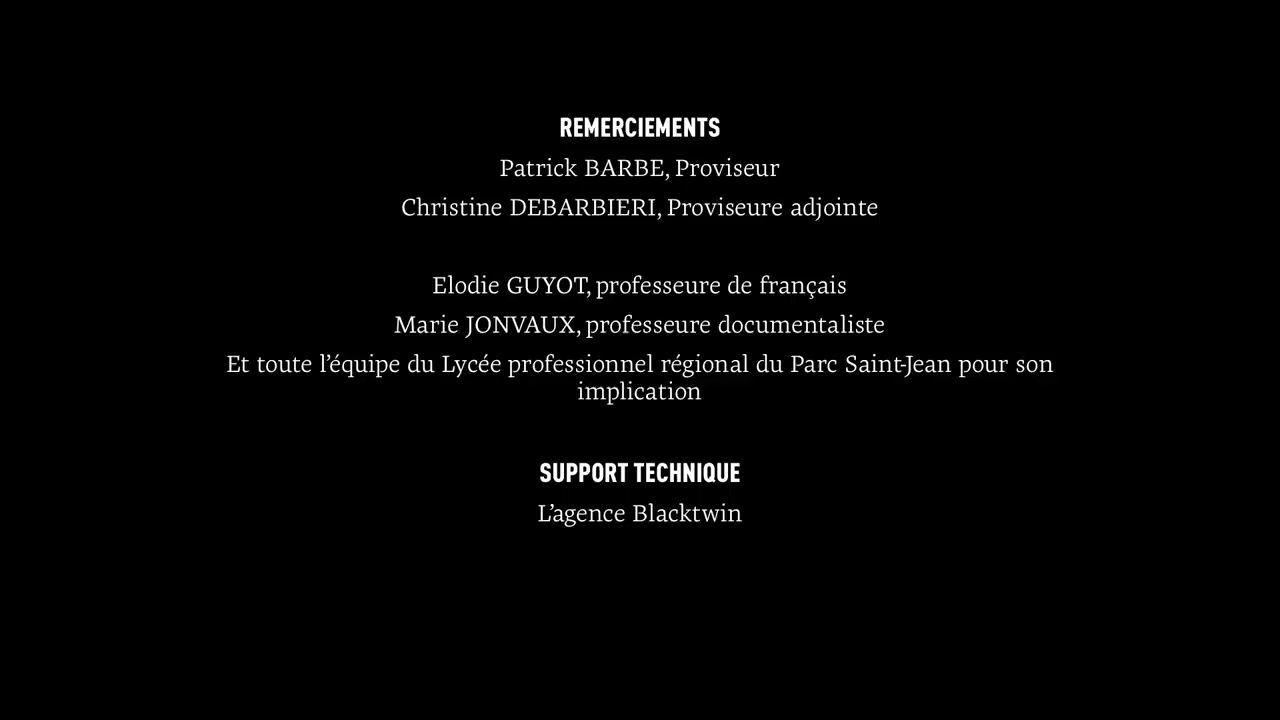 REMERCIEMENTS
Patrick BARBE, Proviseur
Christine DEBARBIERI, Proviseure adjointe
Elodie GUYOT, professeure de français
Marie JONVAUX, professeure documentaliste
Et toute l’équipe du Lycée professionnel régional du Parc Saint-Jean pour son
implication
SUPPORT TECHNIQUE
L’agence Blacktwin